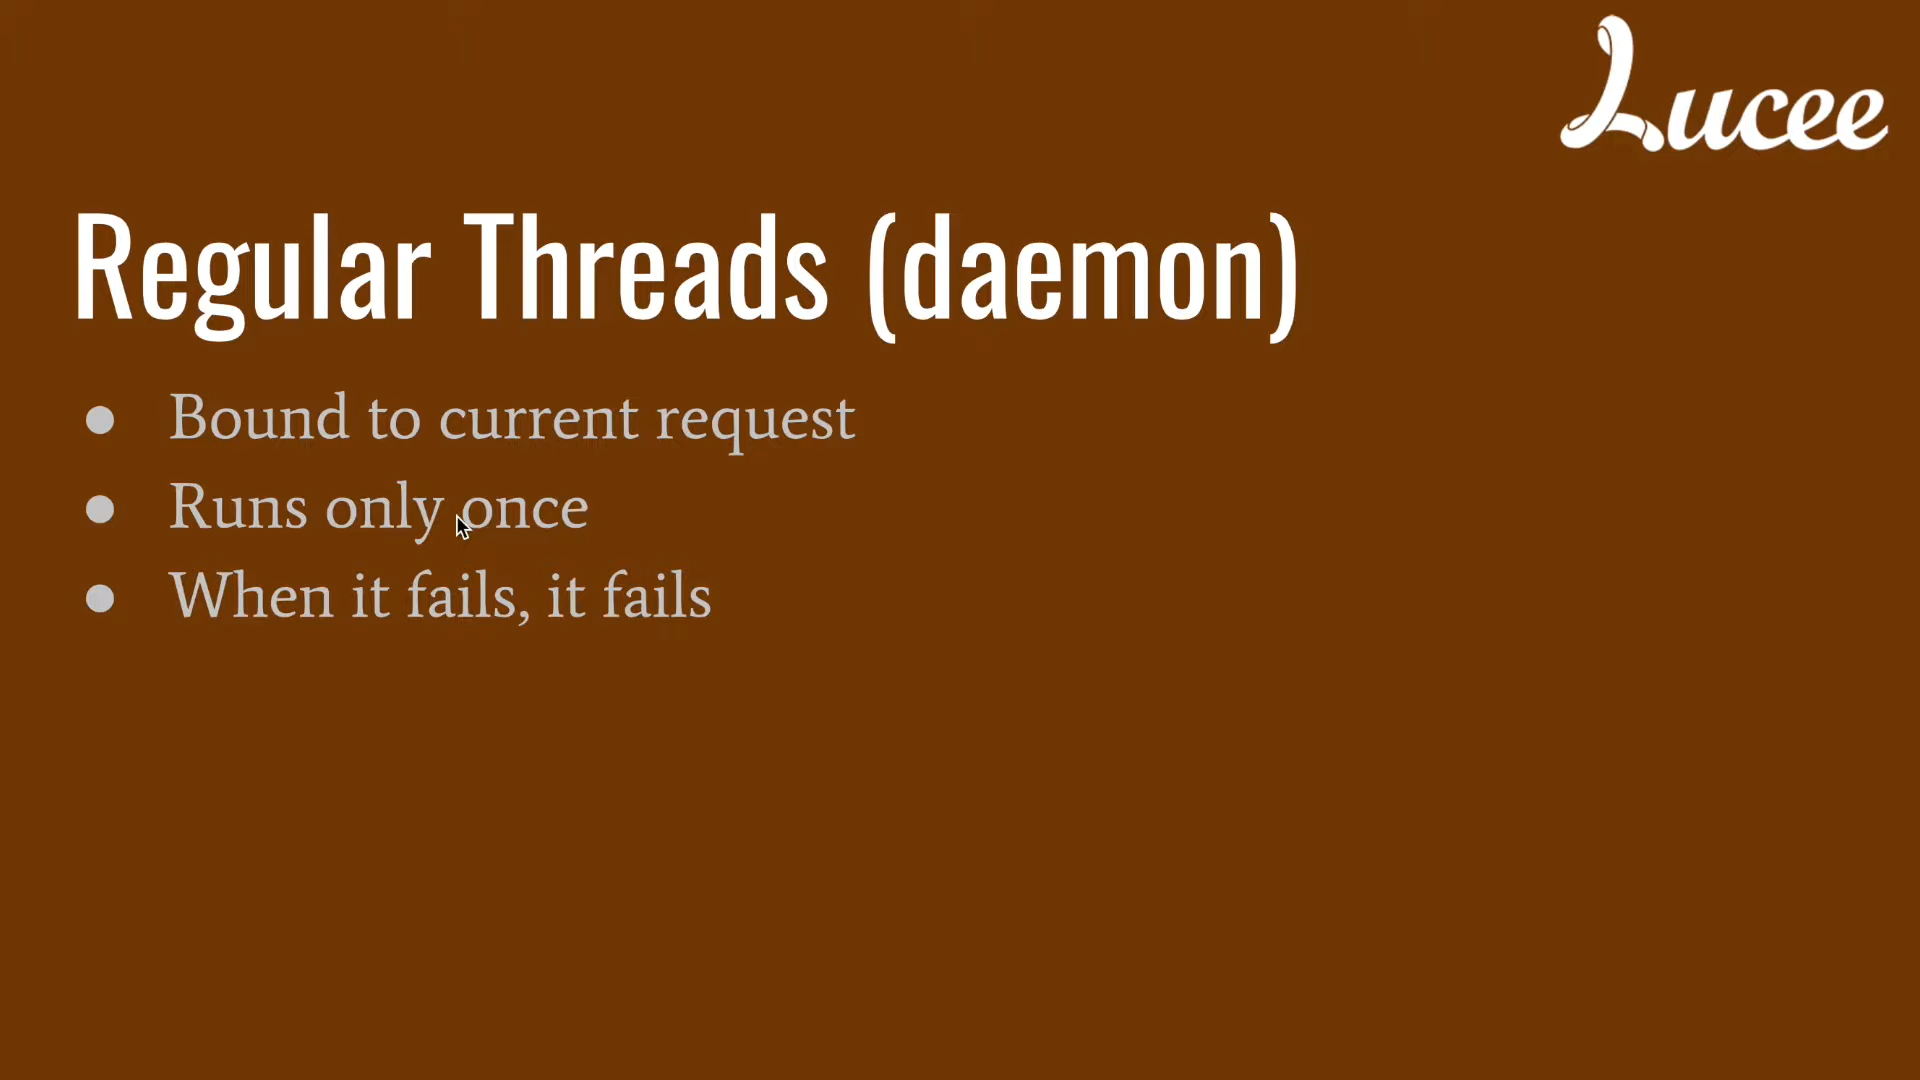 Lucee
Regular Threads (daemon)
● Bound to current request
● Runs only once
● When it fails, it fails